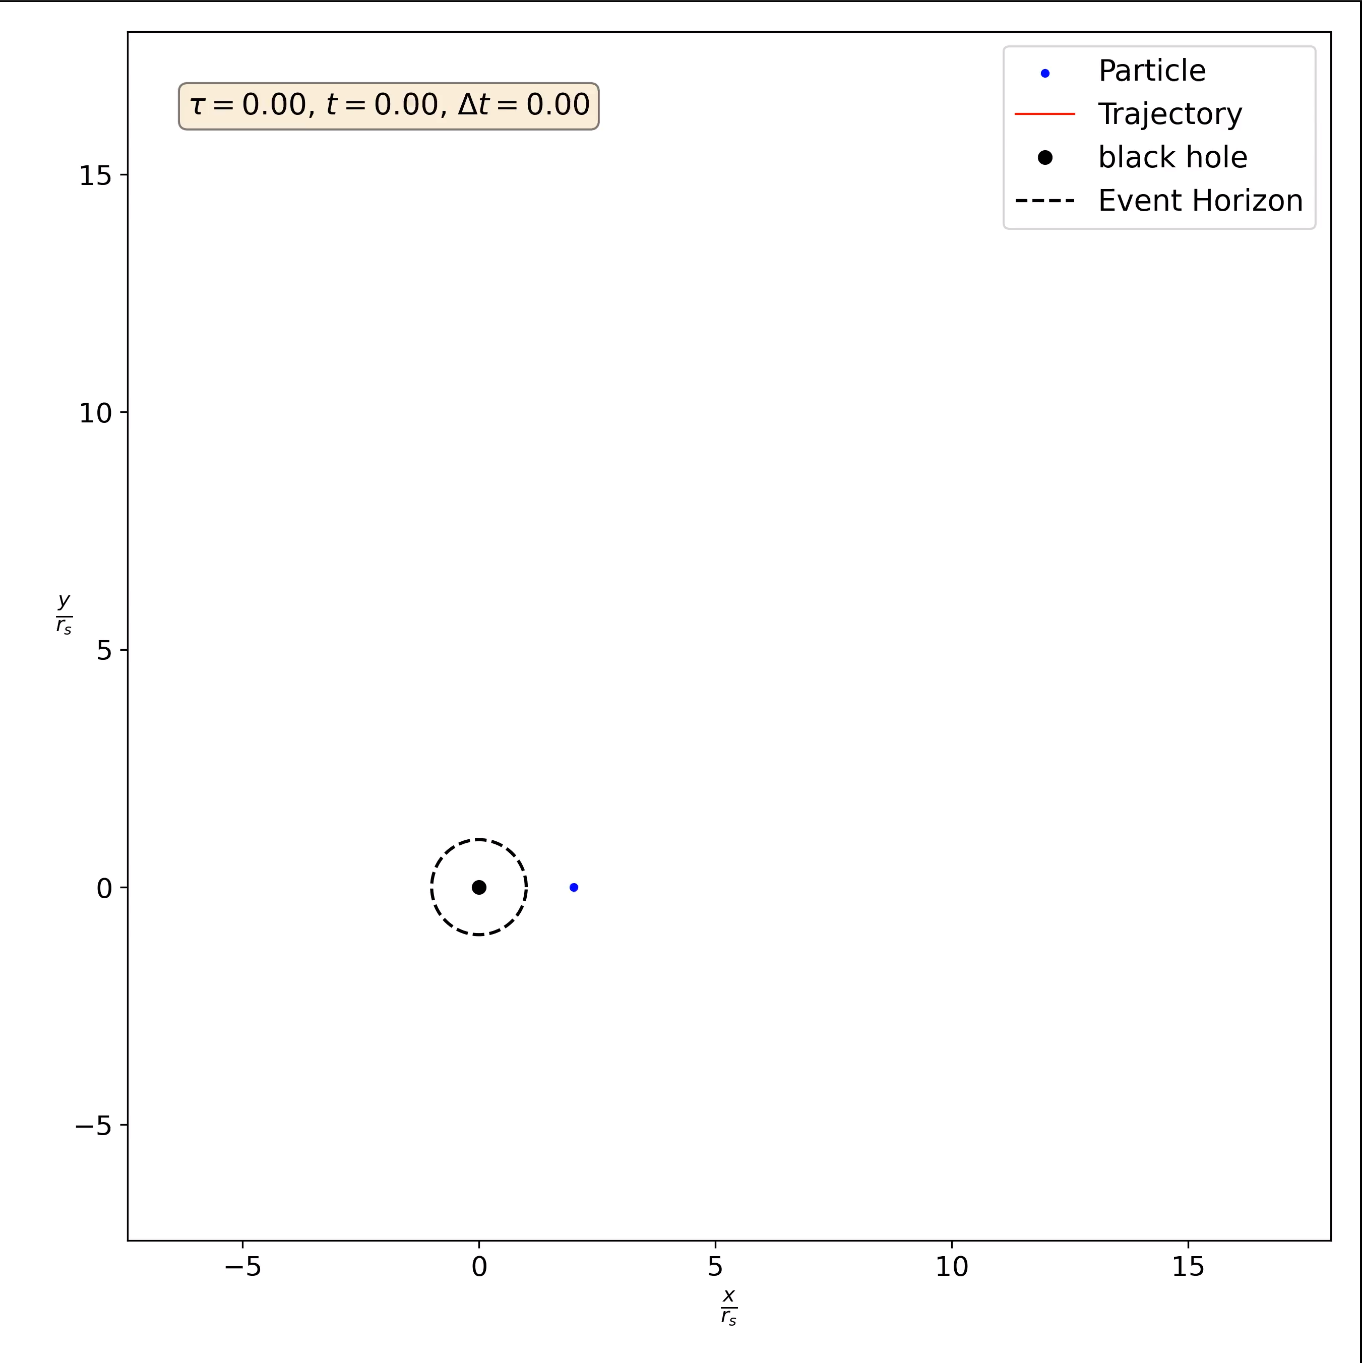 τ = 0.00, t = 0.00, Δt = 0.00
Particle
Trajectory
black hole
Event Horizon
15
10
5
0
−5
y/r_s
−5 0 5 10 15
x/r_s